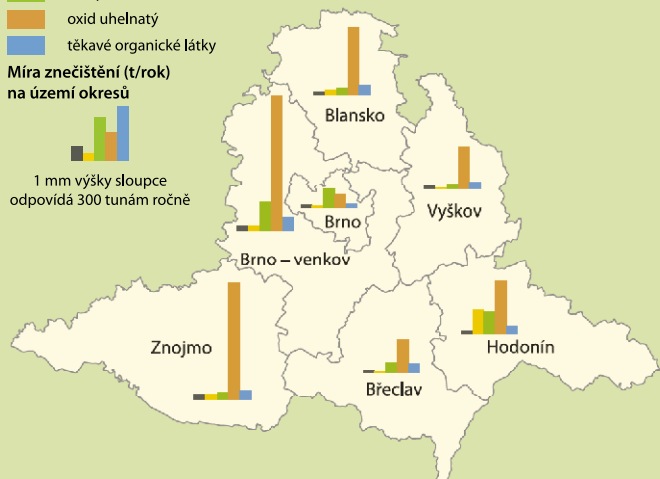 oxid uhelnatý
těkavé organické látky
Míra znečištění (t/rok)
na území okresů
1 mm výšky sloupce
odpovídá 300 tunám ročně
Blansko
Vyškov
Brno
Brno – venkov
Znojmo
Hodonín
Břeclav